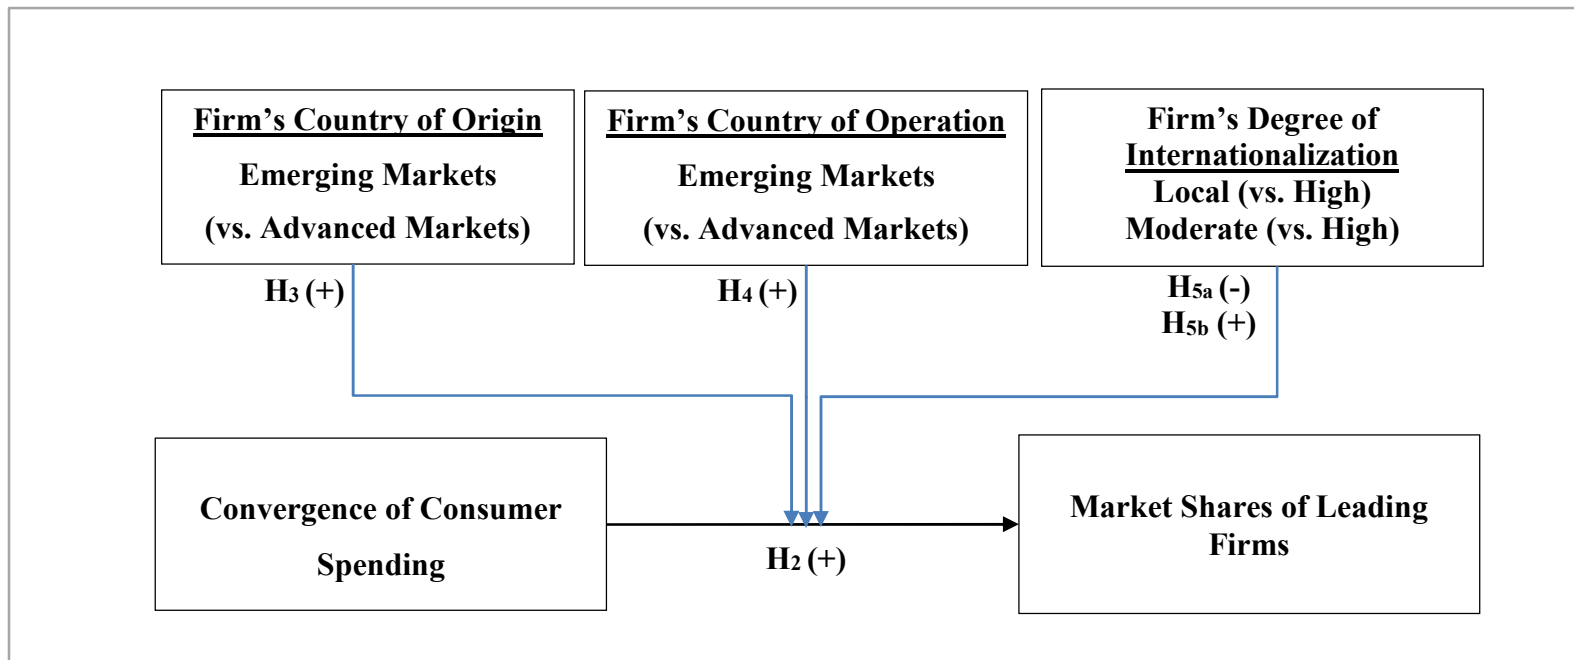 Firm’s Country of Origin
Emerging Markets
(vs. Advanced Markets)
Firm’s Country of Operation
Emerging Markets
(vs. Advanced Markets)
Firm’s Degree of
Internationalization
Local (vs. High)
Moderate (vs. High)
H3 (+)
H4 (+)
H5a (-)
H5b (+)
Convergence of Consumer
Spending
H2 (+)
Market Shares of Leading
Firms